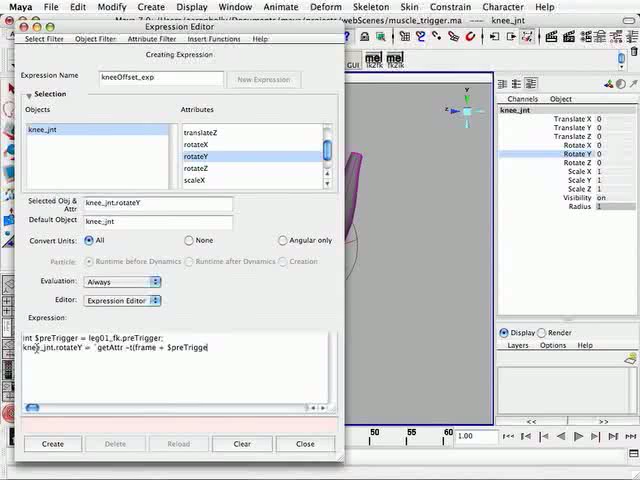 Maya File Edit Modify Create Display Window Deform Skeleton Skin Constrain Character
Expression Editor
Select Filter Object Filter Attribute Filter Insert Functions Help
Creating Expression
Expression Name kneeOffset_exp New Expression
Selection
Objects Attributes
knee_jnt
translateZ
rotateX
rotateY
rotateZ
scaleX
Selected Obj & Attr knee_jnt.rotateY
Default Object knee_jnt
Convert Units: All None Angular only
Particle: Runtime before Dynamics Runtime after Dynamics Creation
Evaluation: Always
Editor: Expression Editor
Expression:
int $preTrigger = leg01_fk.preTrigger;
knee_jnt.rotateY = `getAttr -t(frame + $preTrigge
Create Delete Reload Clear Close
GUI
y
z
50 55 60 1.00
Channels Object
knee_jnt
Translate X 0
Translate Y 0
Translate Z 0
Rotate X 0
Rotate Y 0
Rotate Z 0
Scale X 1
Scale Y 1
Scale Z 1
Visibility on
Radius 1
Display Render
Layers Options Help
<< >>